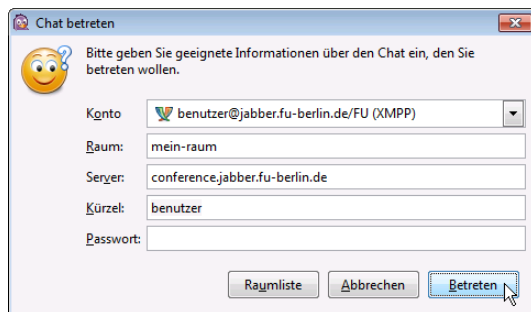 Chat betreten
Bitte geben Sie geeignete Informationen über den Chat ein, den Sie
betreten wollen.
Konto benutzer@jabber.fu-berlin.de/FU (XMPP)
Raum: mein-raum
Server: conference.jabber.fu-berlin.de
Kürzel: benutzer
Passwort:
Raumliste Abbrechen Betreten